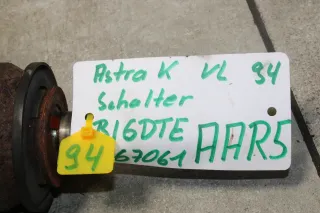 Astra K VL 94
Schalter
B16DTE AAR5
67061
94